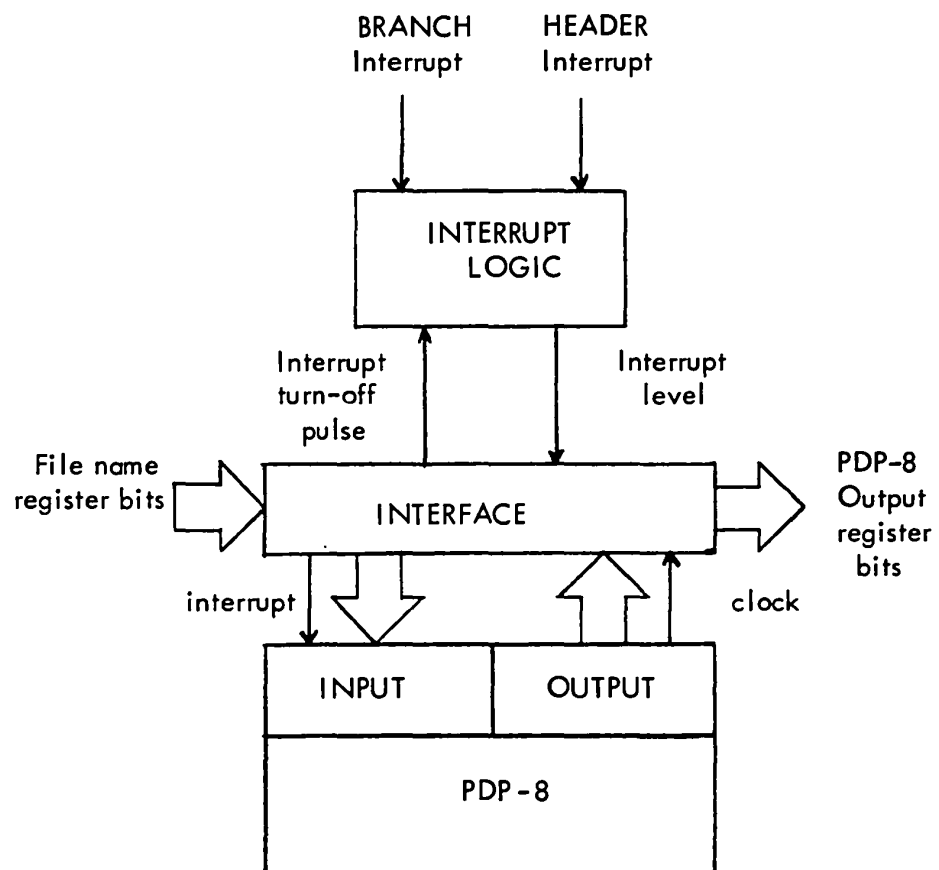 BRANCH
Interrupt
HEADER
Interrupt
INTERRUPT
LOGIC
Interrupt
turn-off
pulse
Interrupt
level
File name
register bits
INTERFACE
PDP-8
Output
register
bits
interrupt
clock
INPUT
OUTPUT
PDP-8